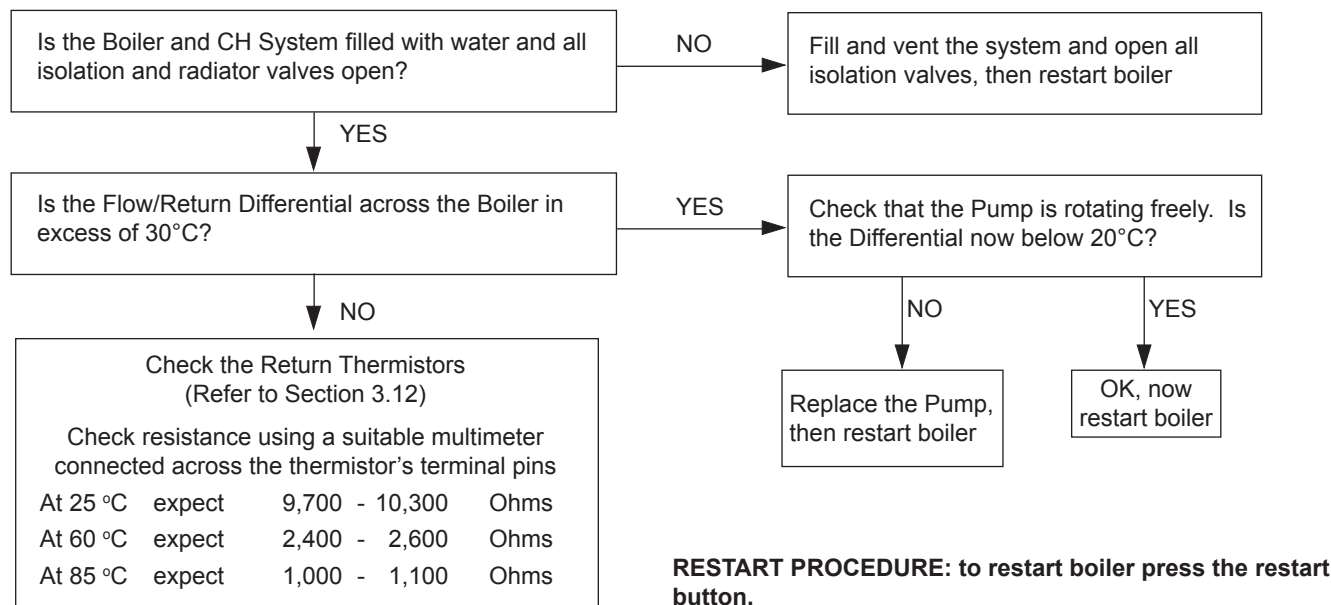 Is the Boiler and CH System filled with water and all
isolation and radiator valves open?
NO
Fill and vent the system and open all
isolation valves, then restart boiler
YES
Is the Flow/Return Differential across the Boiler in
excess of 30°C?
YES
Check that the Pump is rotating freely. Is
the Differential now below 20°C?
NO
NO
YES
Check the Return Thermistors
(Refer to Section 3.12)
Check resistance using a suitable multimeter
connected across the thermistor's terminal pins
At 25 °C expect 9,700 - 10,300 Ohms
At 60 °C expect 2,400 - 2,600 Ohms
At 85 °C expect 1,000 - 1,100 Ohms
Replace the Pump,
then restart boiler
OK, now
restart boiler
RESTART PROCEDURE: to restart boiler press the restart
button.